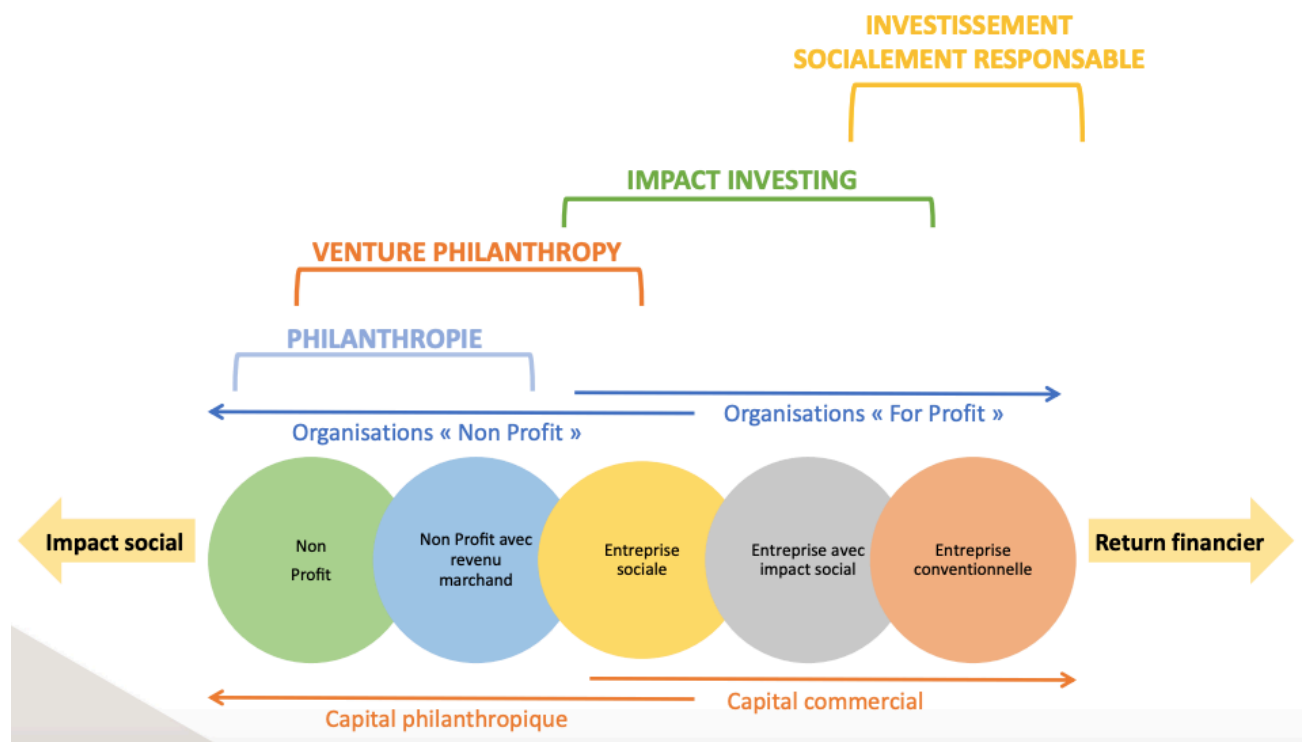 INVESTISSEMENT
SOCIALEMENT RESPONSABLE
IMPACT INVESTING
VENTURE PHILANTHROPY
PHILANTHROPIE
Organisations « Non Profit »
Organisations « For Profit »
Impact social
Non
Profit
Non Profit avec
revenu
marchand
Entreprise
sociale
Entreprise avec
impact social
Entreprise
conventionnelle
Return financier
Capital philanthropique
Capital commercial